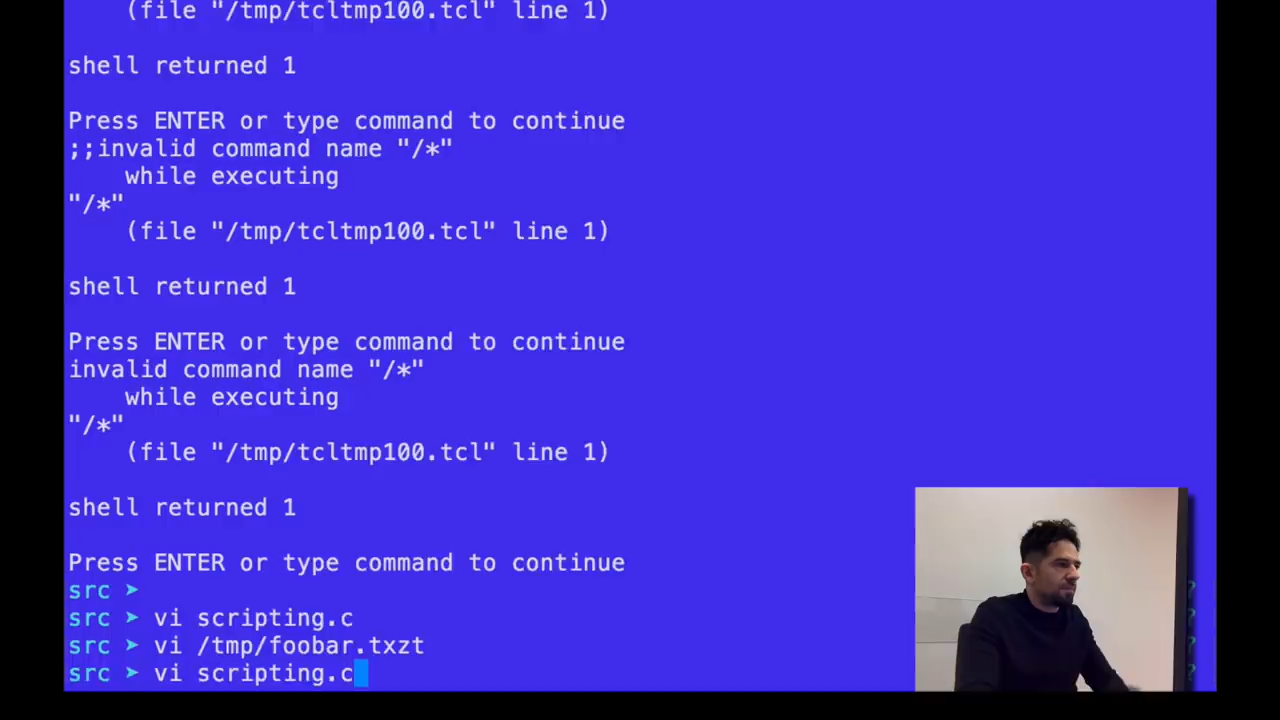 (file "/tmp/tcltmp100.tcl" line 1)
shell returned 1
Press ENTER or type command to continue
;;invalid command name "/*"
while executing
"/*"
(file "/tmp/tcltmp100.tcl" line 1)
shell returned 1
Press ENTER or type command to continue
invalid command name "/*"
while executing
"/*"
(file "/tmp/tcltmp100.tcl" line 1)
shell returned 1
Press ENTER or type command to continue
src ➤
src ➤ vi scripting.c
src ➤ vi /tmp/foobar.txzt
src ➤ vi scripting.c